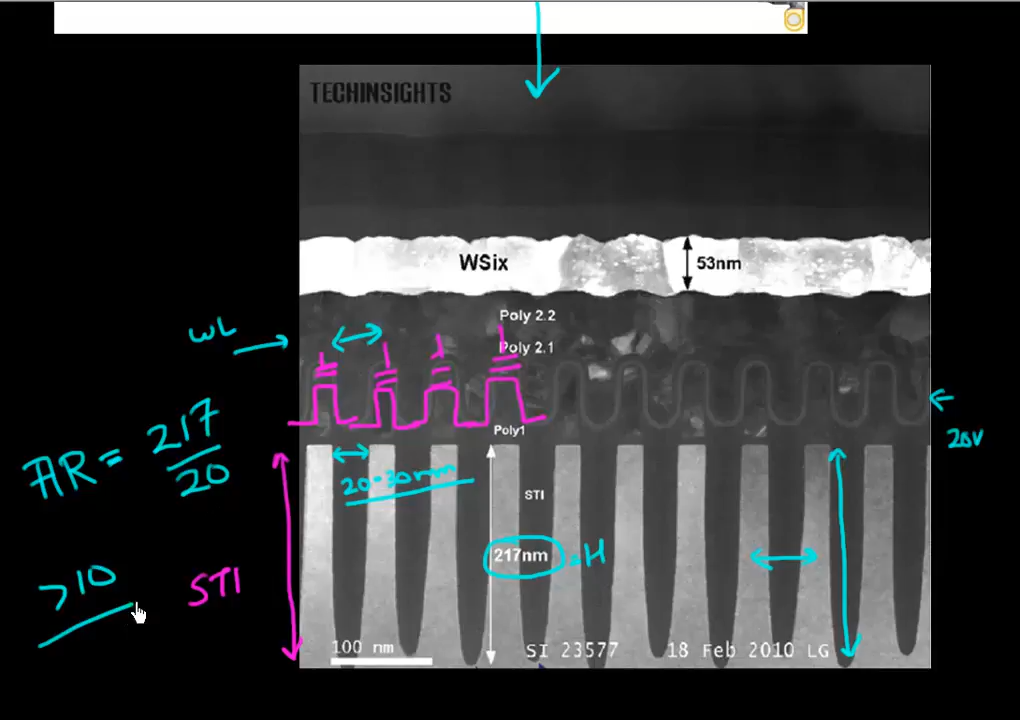 TECHINSIGHTS
WSix
53nm
Poly 2.2
WL
Poly 2.1
Poly1
20V
AR = 217/20
20-30nm
STI
217nm = H
>10
STI
100 nm
SI 23577
18 Feb 2010 LG